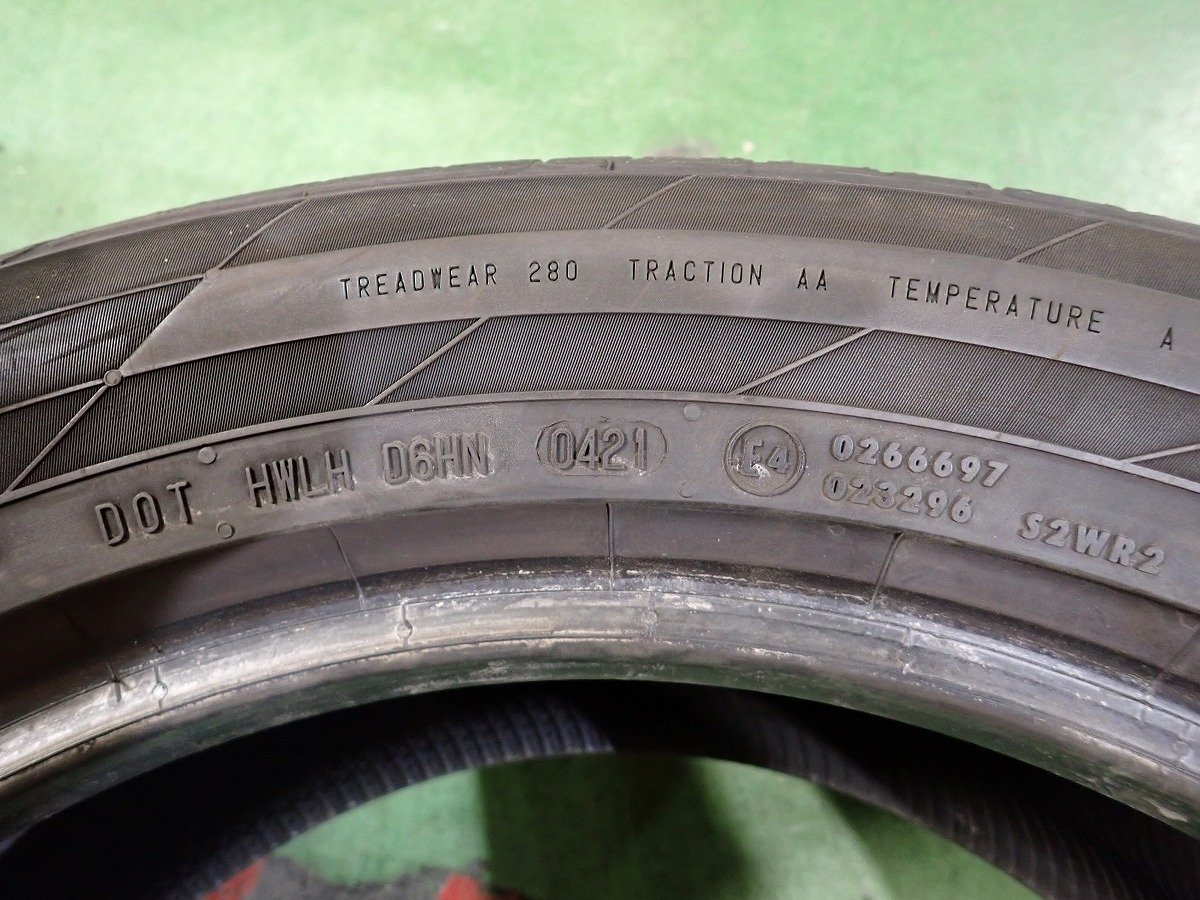 TREADWEAR 280 TRACTION AA TEMPERATURE A
DOT HWLH D6HN 0421 E4
0266697
023296 S2WR2